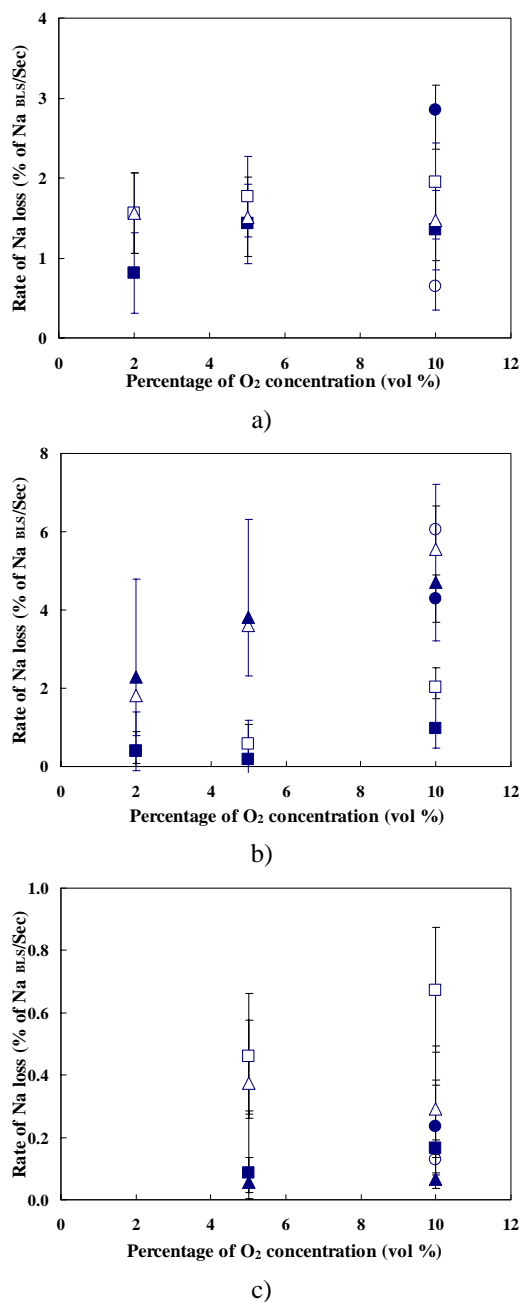 4
3
2
1
0
Rate of Na loss (% of Na BLS/Sec)
0 2 4 6 8 10 12
Percentage of O2 concentration (vol %)
a)
8
6
4
2
0
Rate of Na loss (% of Na BLS/Sec)
0 2 4 6 8 10 12
Percentage of O2 concentration (vol %)
b)
1.0
0.8
0.6
0.4
0.2
0.0
Rate of Na loss (% of Na BLS/Sec)
0 2 4 6 8 10 12
Percentage of O2 concentration (vol %)
c)